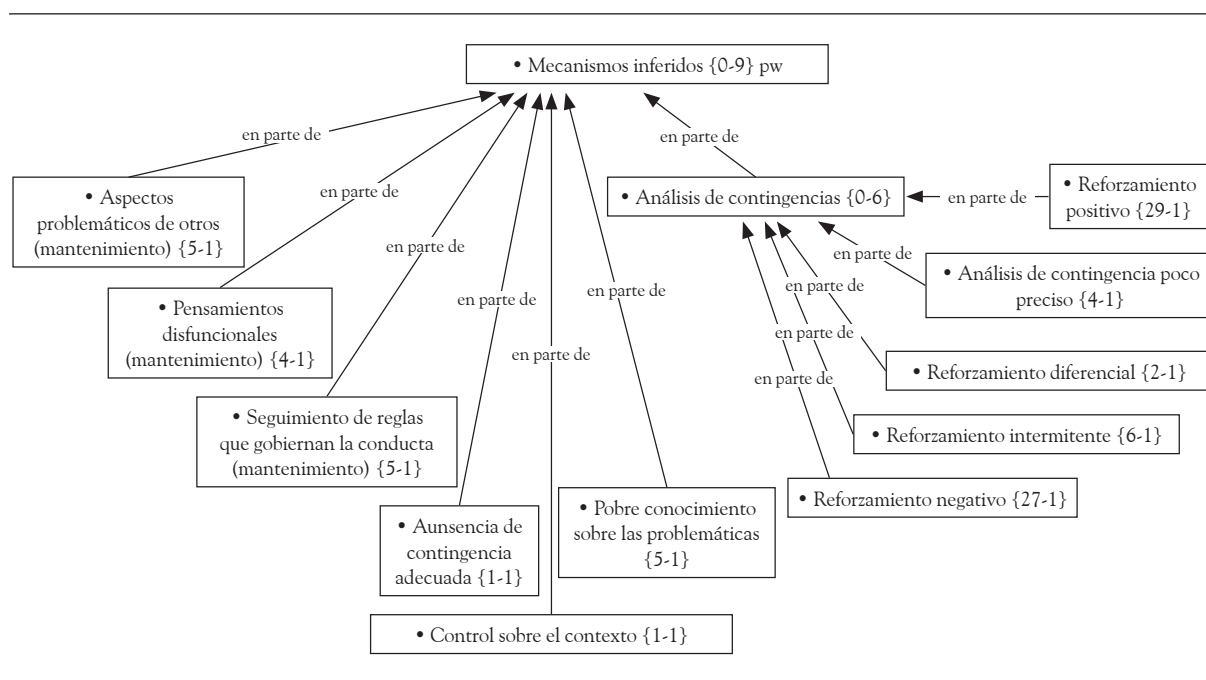 • Mecanismos inferidos {0-9} pw
en parte de
en parte de
• Aspectos
problemáticos de otros
(mantenimiento) {5-1}
en parte de
• Análisis de contingencias {0-6}
en parte de
• Reforzamiento
positivo {29-1}
en parte de
en parte de
• Análisis de contingencia poco
preciso {4-1}
• Pensamientos
disfuncionales
(mantenimiento) {4-1}
en parte de
en parte de
en parte de
en parte de
en parte de
• Reforzamiento diferencial {2-1}
en parte de
• Seguimiento de reglas
que gobiernan la conducta
(mantenimiento) {5-1}
• Reforzamiento intermitente {6-1}
• Reforzamiento negativo {27-1}
• Aunsencia de
contingencia
adecuada {1-1}
• Pobre conocimiento
sobre las problemáticas
{5-1}
• Control sobre el contexto {1-1}